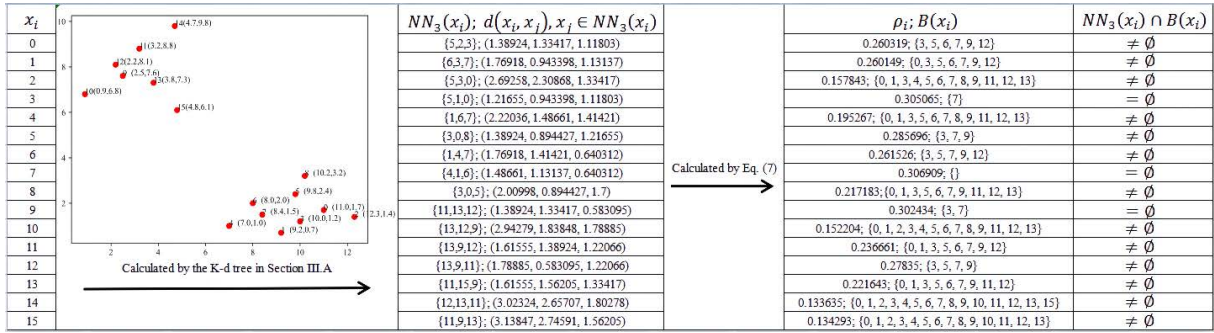 x_i NN_3(x_i); d(x_i, x_j), x_j ∈ NN_3(x_i) ρ_i; B(x_i) NN_3(x_i) ∩ B(x_i)
0 {5,2,3}; (1.38924, 1.33417, 1.11803) 0.260319; {3, 5, 6, 7, 9, 12} ≠ ∅
1 {6,3,7}; (1.76918, 0.943398, 1.13137) 0.260149; {0, 3, 5, 6, 7, 9, 12} ≠ ∅
2 {5,3,0}; (2.69258, 2.30868, 1.33417) 0.157843; {0, 1, 3, 4, 5, 6, 7, 8, 9, 11, 12, 13} ≠ ∅
3 {5,1,0}; (1.21655, 0.943398, 1.11803) 0.305065; {7} = ∅
4 {1,6,7}; (2.22036, 1.48661, 1.41421) 0.195267; {0, 1, 3, 5, 6, 7, 8, 9, 11, 12, 13} ≠ ∅
5 {3,0,8}; (1.38924, 0.894427, 1.21655) 0.285696; {3, 7, 9} ≠ ∅
6 {1,4,7}; (1.76918, 1.41421, 0.640312) 0.261526; {3, 5, 7, 9, 12} ≠ ∅
7 {4,1,6}; (1.48661, 1.13137, 0.640312) 0.306909; {} = ∅
8 {3,0,5}; (2.00998, 0.894427, 1.7) 0.217183; {0, 1, 3, 5, 6, 7, 9, 11, 12, 13} ≠ ∅
9 {11,13,12}; (1.38924, 1.33417, 0.583095) 0.302434; {3, 7} = ∅
10 {13,12,9}; (2.94279, 1.83848, 1.78885) 0.152204; {0, 1, 2, 3, 4, 5, 6, 7, 8, 9, 11, 12, 13} ≠ ∅
11 {13,9,12}; (1.61555, 1.38924, 1.22066) 0.236661; {0, 1, 3, 5, 6, 7, 9, 12} ≠ ∅
12 {13,9,11}; (1.78885, 0.583095, 1.22066) 0.27835; {3, 5, 7, 9} ≠ ∅
13 {11,15,9}; (1.61555, 1.56205, 1.33417) 0.221643; {0, 1, 3, 5, 6, 7, 9, 11, 12} ≠ ∅
14 {12,13,11}; (3.02324, 2.65707, 1.80278) 0.133635; {0, 1, 2, 3, 4, 5, 6, 7, 8, 9, 10, 11, 12, 13, 15} ≠ ∅
15 {11,9,13}; (3.13847, 2.74591, 1.56205) 0.134293; {0, 1, 2, 3, 4, 5, 6, 7, 8, 9, 10, 11, 12, 13} ≠ ∅
10
8
6
4
2
14(4.7,9.8)
11(3.2,8.8)
12(2.2,8.1)
9 (2.5,7.6)
13(3.8,7.3)
10(0.9,6.8)
15(4.8,6.1)
(10.2,3.2)
5 (9.8,2.4)
6 (8.0,2.0)
0 (11.0,1.7)
7 (8.4,1.5)
2 (12.3,1.4)
(10.0,1.2)
(7.0,1.0)
(9.2,0.7)
2 4 6 8 10 12
Calculated by the K-d tree in Section III.A
Calculated by Eq. (7)